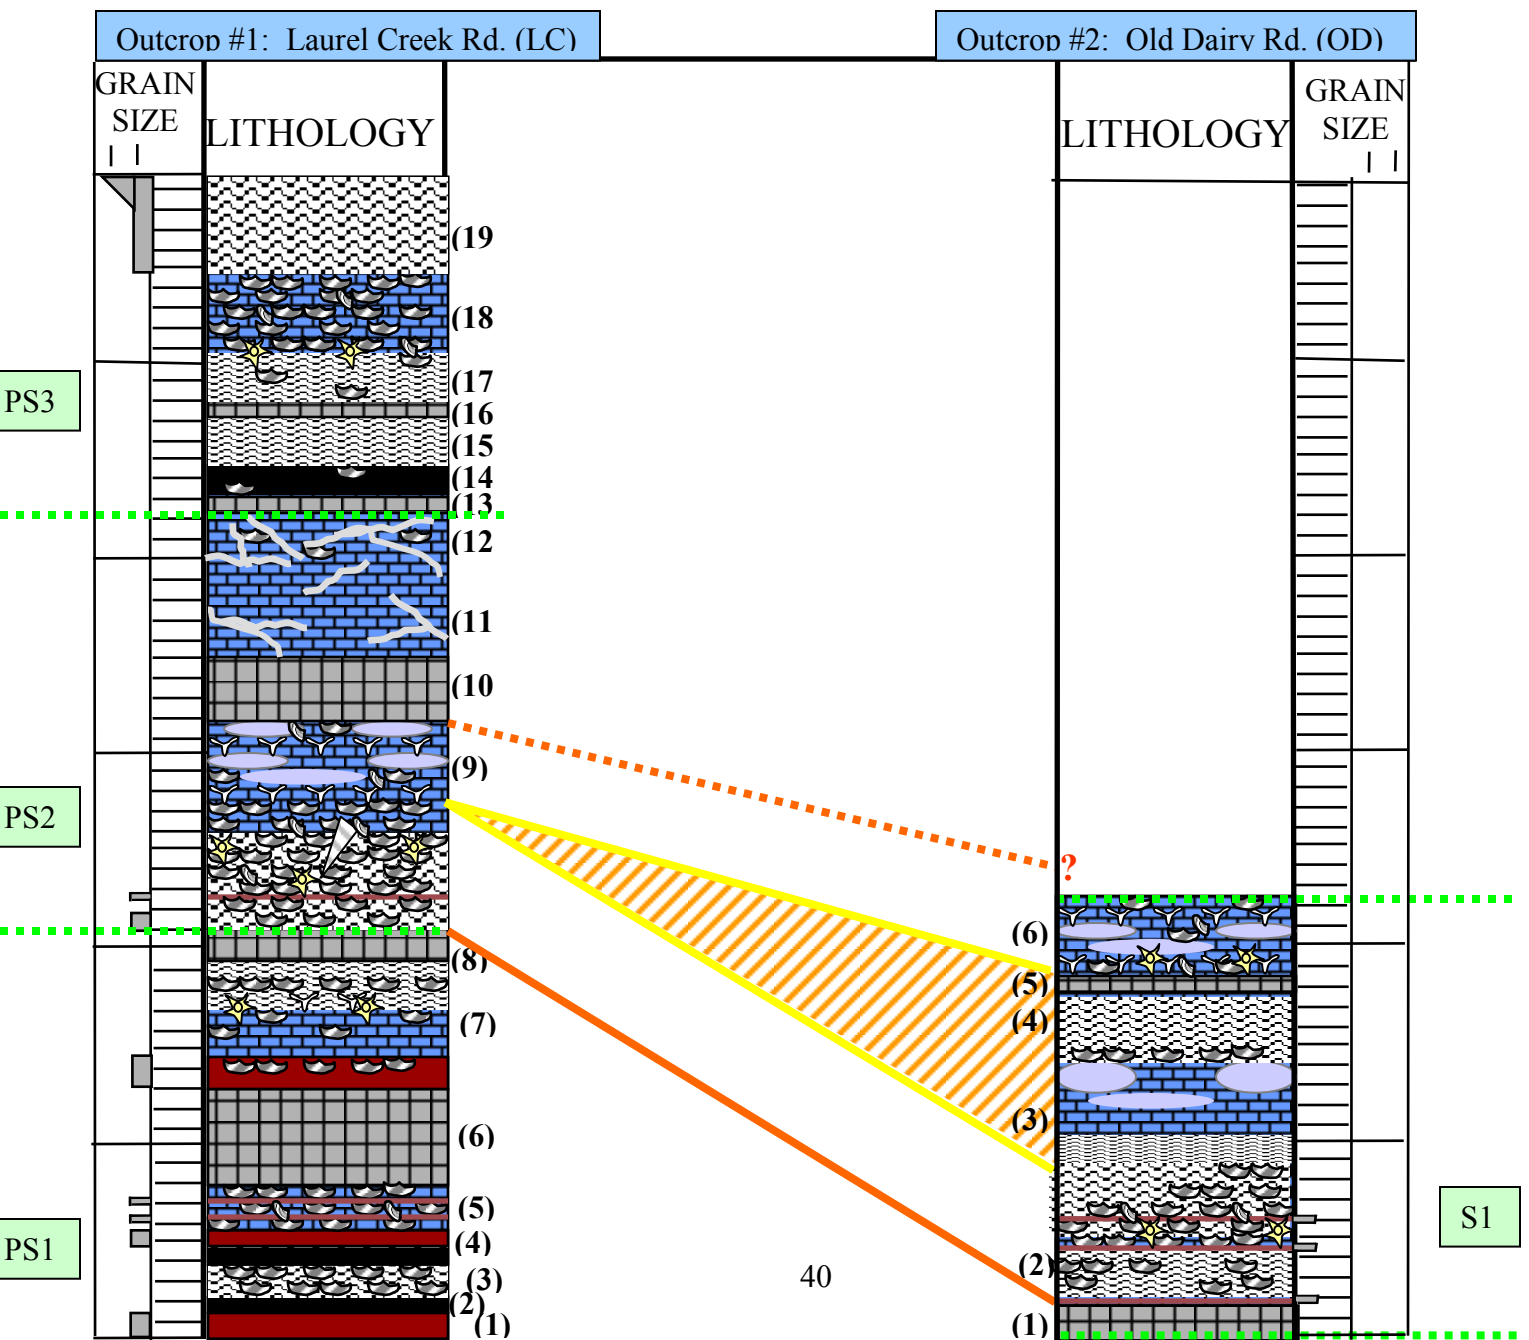 Outcrop #1: Laurel Creek Rd. (LC)
Outcrop #2: Old Dairy Rd. (OD)
GRAIN
SIZE
LITHOLOGY
LITHOLOGY
GRAIN
SIZE
(19
(18
(17
PS3
(16
(15
(14
(13
(12
(11
(10
(9)
PS2
?
(6)
(8)
(5)
(4)
(7)
(3)
(6)
(5)
S1
(4)
PS1
(2)
40
(3)
(2)
(1)
(1)